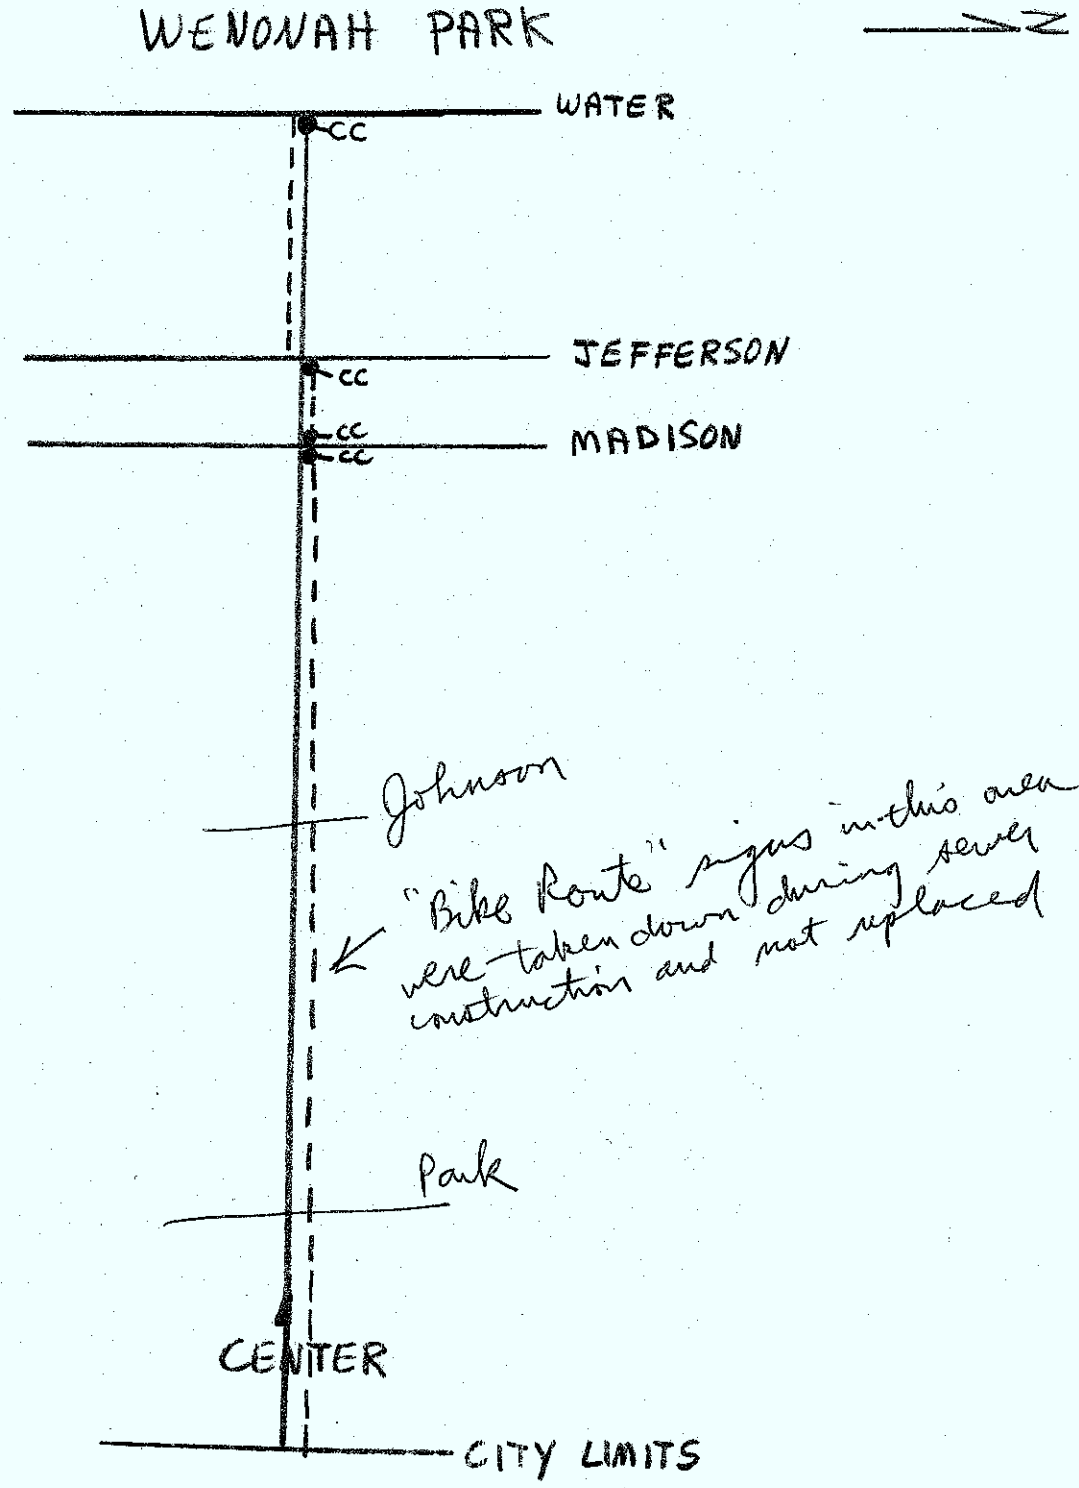 WENONAH PARK
N
WATER
CC
JEFFERSON
CC
CC
MADISON
CC
Johnson
"Bike Route" signs in this area
were taken down during sewer
construction and not replaced
Park
CENTER
CITY LIMITS